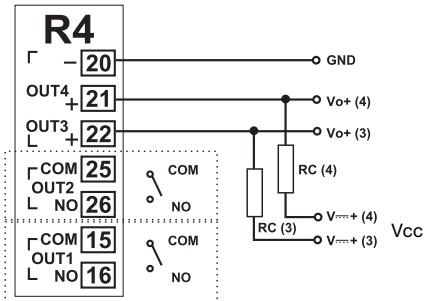 R4
− 20 GND
OUT4 + 21 Vo+ (4)
OUT3 + 22 Vo+ (3)
COM 25 COM
OUT2
NO 26 NO
RC (4)
RC (3)
V⎓+ (4)
V⎓+ (3)
Vcc
COM 15 COM
OUT1
NO 16 NO